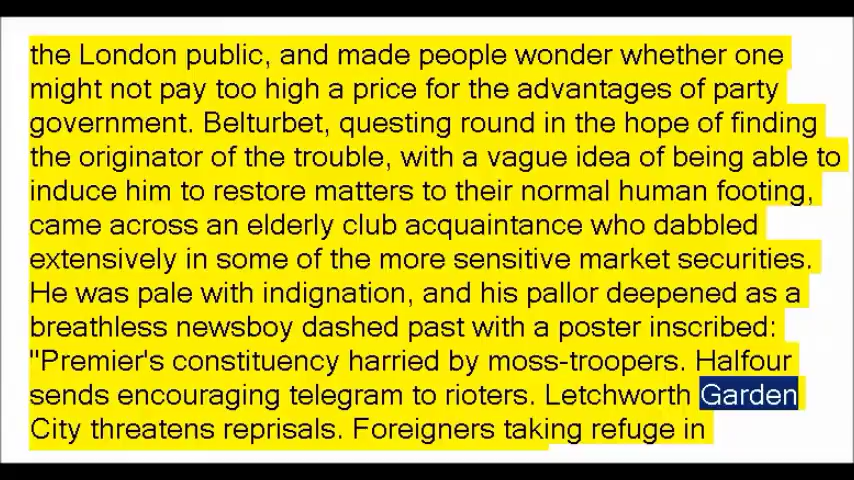 the London public, and made people wonder whether one
might not pay too high a price for the advantages of party
government. Belturbet, questing round in the hope of finding
the originator of the trouble, with a vague idea of being able to
induce him to restore matters to their normal human footing,
came across an elderly club acquaintance who dabbled
extensively in some of the more sensitive market securities.
He was pale with indignation, and his pallor deepened as a
breathless newsboy dashed past with a poster inscribed:
"Premier's constituency harried by moss-troopers. Halfour
sends encouraging telegram to rioters. Letchworth Garden
City threatens reprisals. Foreigners taking refuge in